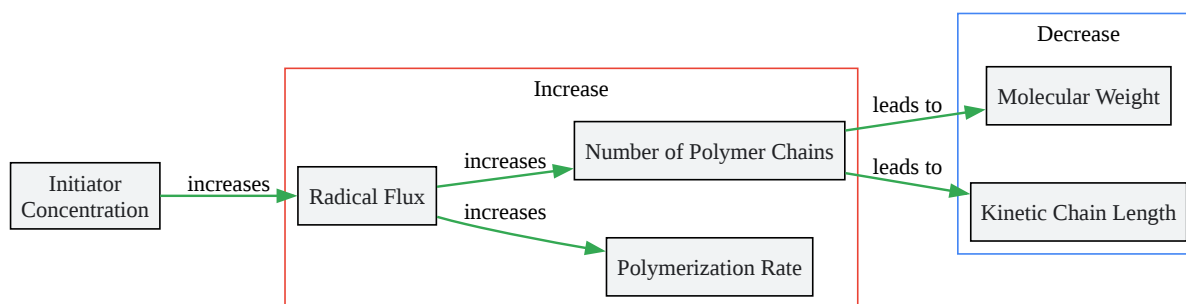 Initiator
Concentration
increases
Increase
Radical Flux
increases
increases
Number of Polymer Chains
Polymerization Rate
leads to
leads to
Decrease
Molecular Weight
Kinetic Chain Length